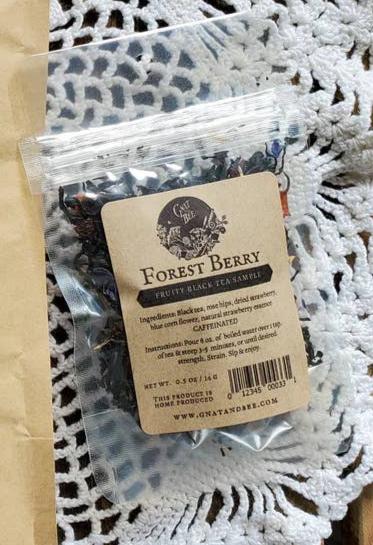 GNAT
& BEE
FOREST BERRY
FRUITY BLACK TEA SAMPLE
Ingredients: Black tea, rose hips, dried strawberry,
blue corn flower, natural strawberry essence
CAFFEINATED
Instructions: Pour 6 oz. of boiled water over 1 tsp.
of tea & steep 3-5 minutes, or until desired
strength. Strain. Sip & enjoy.
NET WT. 0.5 OZ / 14 G
THIS PRODUCT IS
HOME PRODUCED
0 12345 00033
WWW.GNATANDBEE.COM